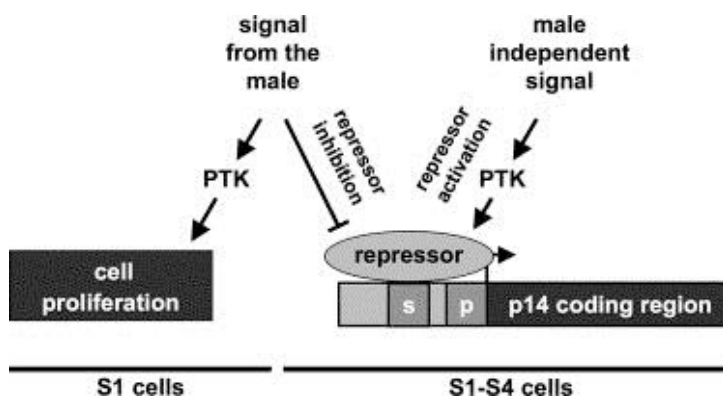 signal
from the
male
male
independent
signal
repressor
inhibition
repressor
activation
PTK
PTK
repressor
cell
proliferation
s
p
p14 coding region
S1 cells
S1-S4 cells